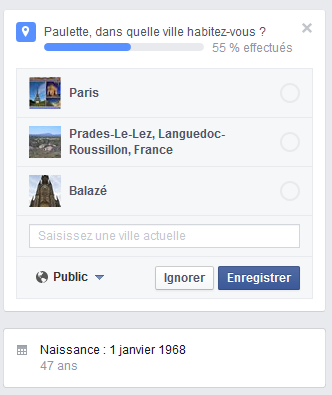 Paulette, dans quelle ville habitez-vous ?
55 % effectués
Paris
Prades-Le-Lez, Languedoc-
Roussillon, France
Balazé
Saisissez une ville actuelle
Public
Ignorer
Enregistrer
Naissance : 1 janvier 1968
47 ans